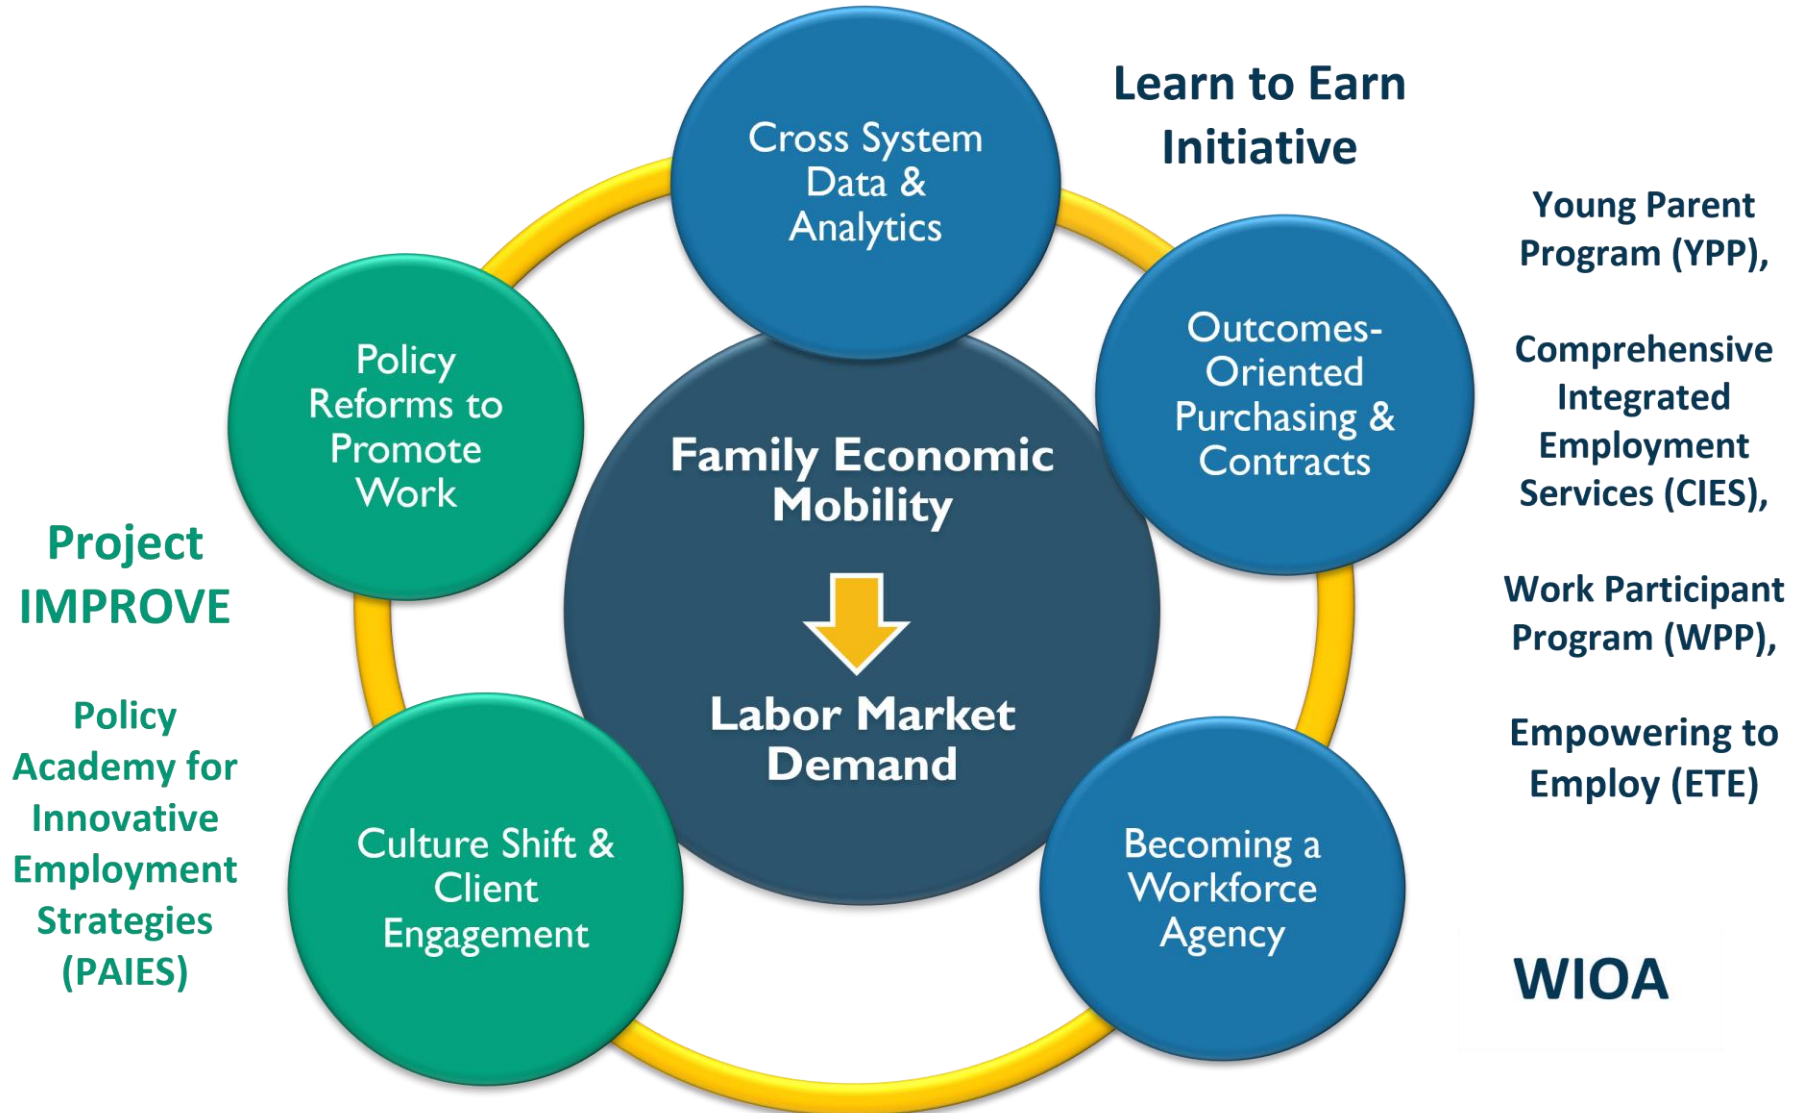 Cross System
Data &
Analytics
Learn to Earn
Initiative
Outcomes-
Oriented
Purchasing &
Contracts
Young Parent
Program (YPP),
Comprehensive
Integrated
Employment
Services (CIES),
Work Participant
Program (WPP),
Empowering to
Employ (ETE)
Becoming a
Workforce
Agency
WIOA
Culture Shift &
Client
Engagement
Policy
Reforms to
Promote
Work
Project
IMPROVE
Policy
Academy for
Innovative
Employment
Strategies
(PAIES)
Family Economic
Mobility
Labor Market
Demand